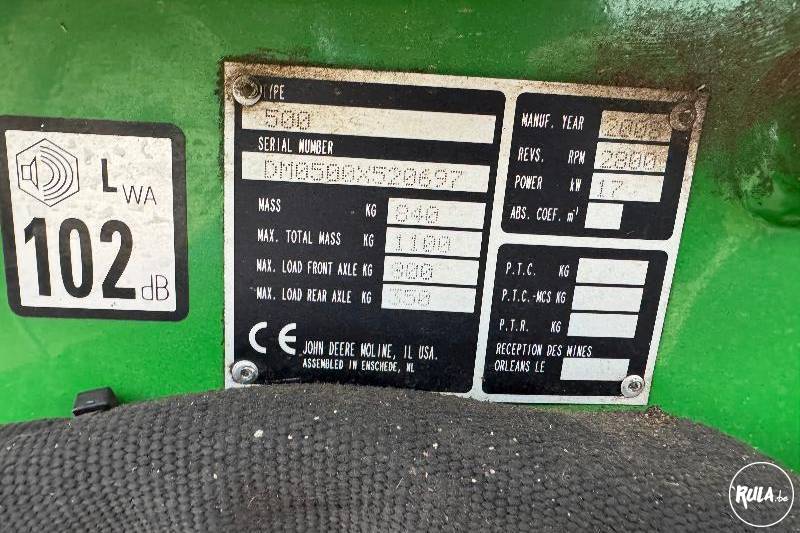 L WA
102 dB
TYPE
500
SERIAL NUMBER
DM0500X520697
MASS KG 840
MAX. TOTAL MASS KG 1100
MAX. LOAD FRONT AXLE KG 900
MAX. LOAD REAR AXLE KG 350
CE JOHN DEERE MOLINE, IL USA.
ASSEMBLED IN ENSCHEDE, NL
MANUF. YEAR
REVS. RPM 2800
POWER kW 17
ABS. COEF. m⁻¹
P.T.C. KG
P.T.C.-MCS KG
P.T.R. KG
RECEPTION DES MINES
ORLEANS LE
RULA.be